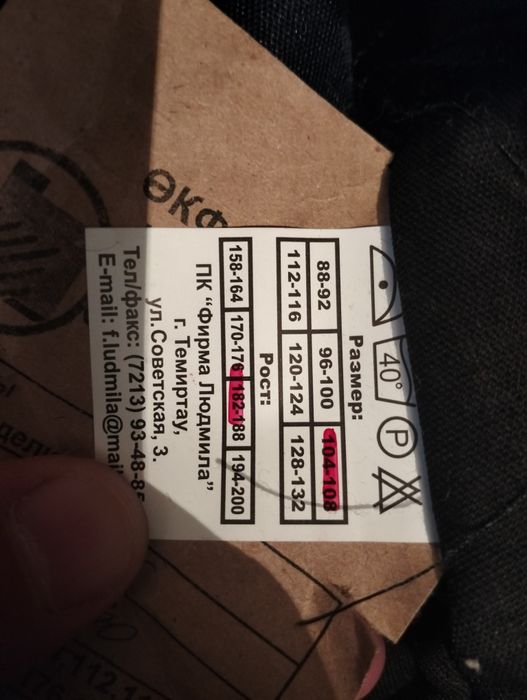 ӨКФ
40°
P
Размер:
88-92 96-100 104-108
112-116 120-124 128-132
Рост:
158-164 170-176 182-188 194-200
ПК "Фирма Людмила"
г. Темиртау,
ул.Советская, 3.
Тел/факс: (7213) 93-48-8
E-mail: f.ludmila@mai